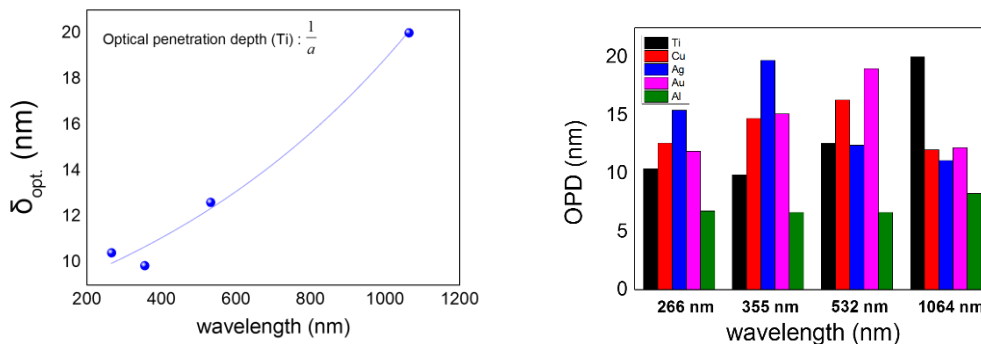 Optical penetration depth (Ti) : 1/a
δopt. (nm)
20
18
16
14
12
10
200 400 600 800 1000 1200
wavelength (nm)
Ti
Cu
Ag
Au
Al
OPD (nm)
20
15
10
5
0
266 nm 355 nm 532 nm 1064 nm
wavelength (nm)